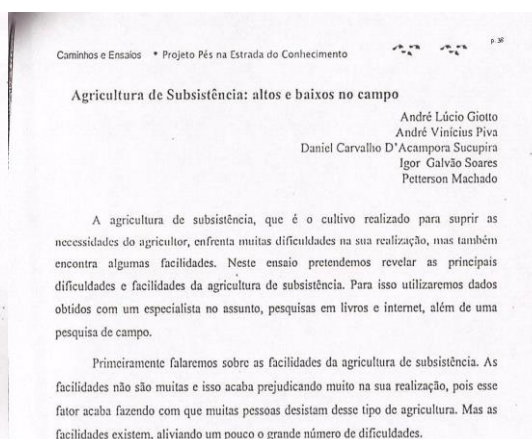 p. 38
Caminhos e Ensaios * Projeto Pés na Estrada do Conhecimento
Agricultura de Subsistência: altos e baixos no campo
André Lúcio Giotto
André Vinícius Piva
Daniel Carvalho D'Acampora Sucupira
Igor Galvão Soares
Petterson Machado
A agricultura de subsistência, que é o cultivo realizado para suprir as
necessidades do agricultor, enfrenta muitas dificuldades na sua realização, mas também
encontra algumas facilidades. Neste ensaio pretendemos revelar as principais
dificuldades e facilidades da agricultura de subsistência. Para isso utilizaremos dados
obtidos com um especialista no assunto, pesquisas em livros e internet, além de uma
pesquisa de campo.
Primeiramente falaremos sobre as facilidades da agricultura de subsistência. As
facilidades não são muitas e isso acaba prejudicando muito na sua realização, pois esse
fator acaba fazendo com que muitas pessoas desistam desse tipo de agricultura. Mas as
facilidades existem, aliviando um pouco o grande número de dificuldades.